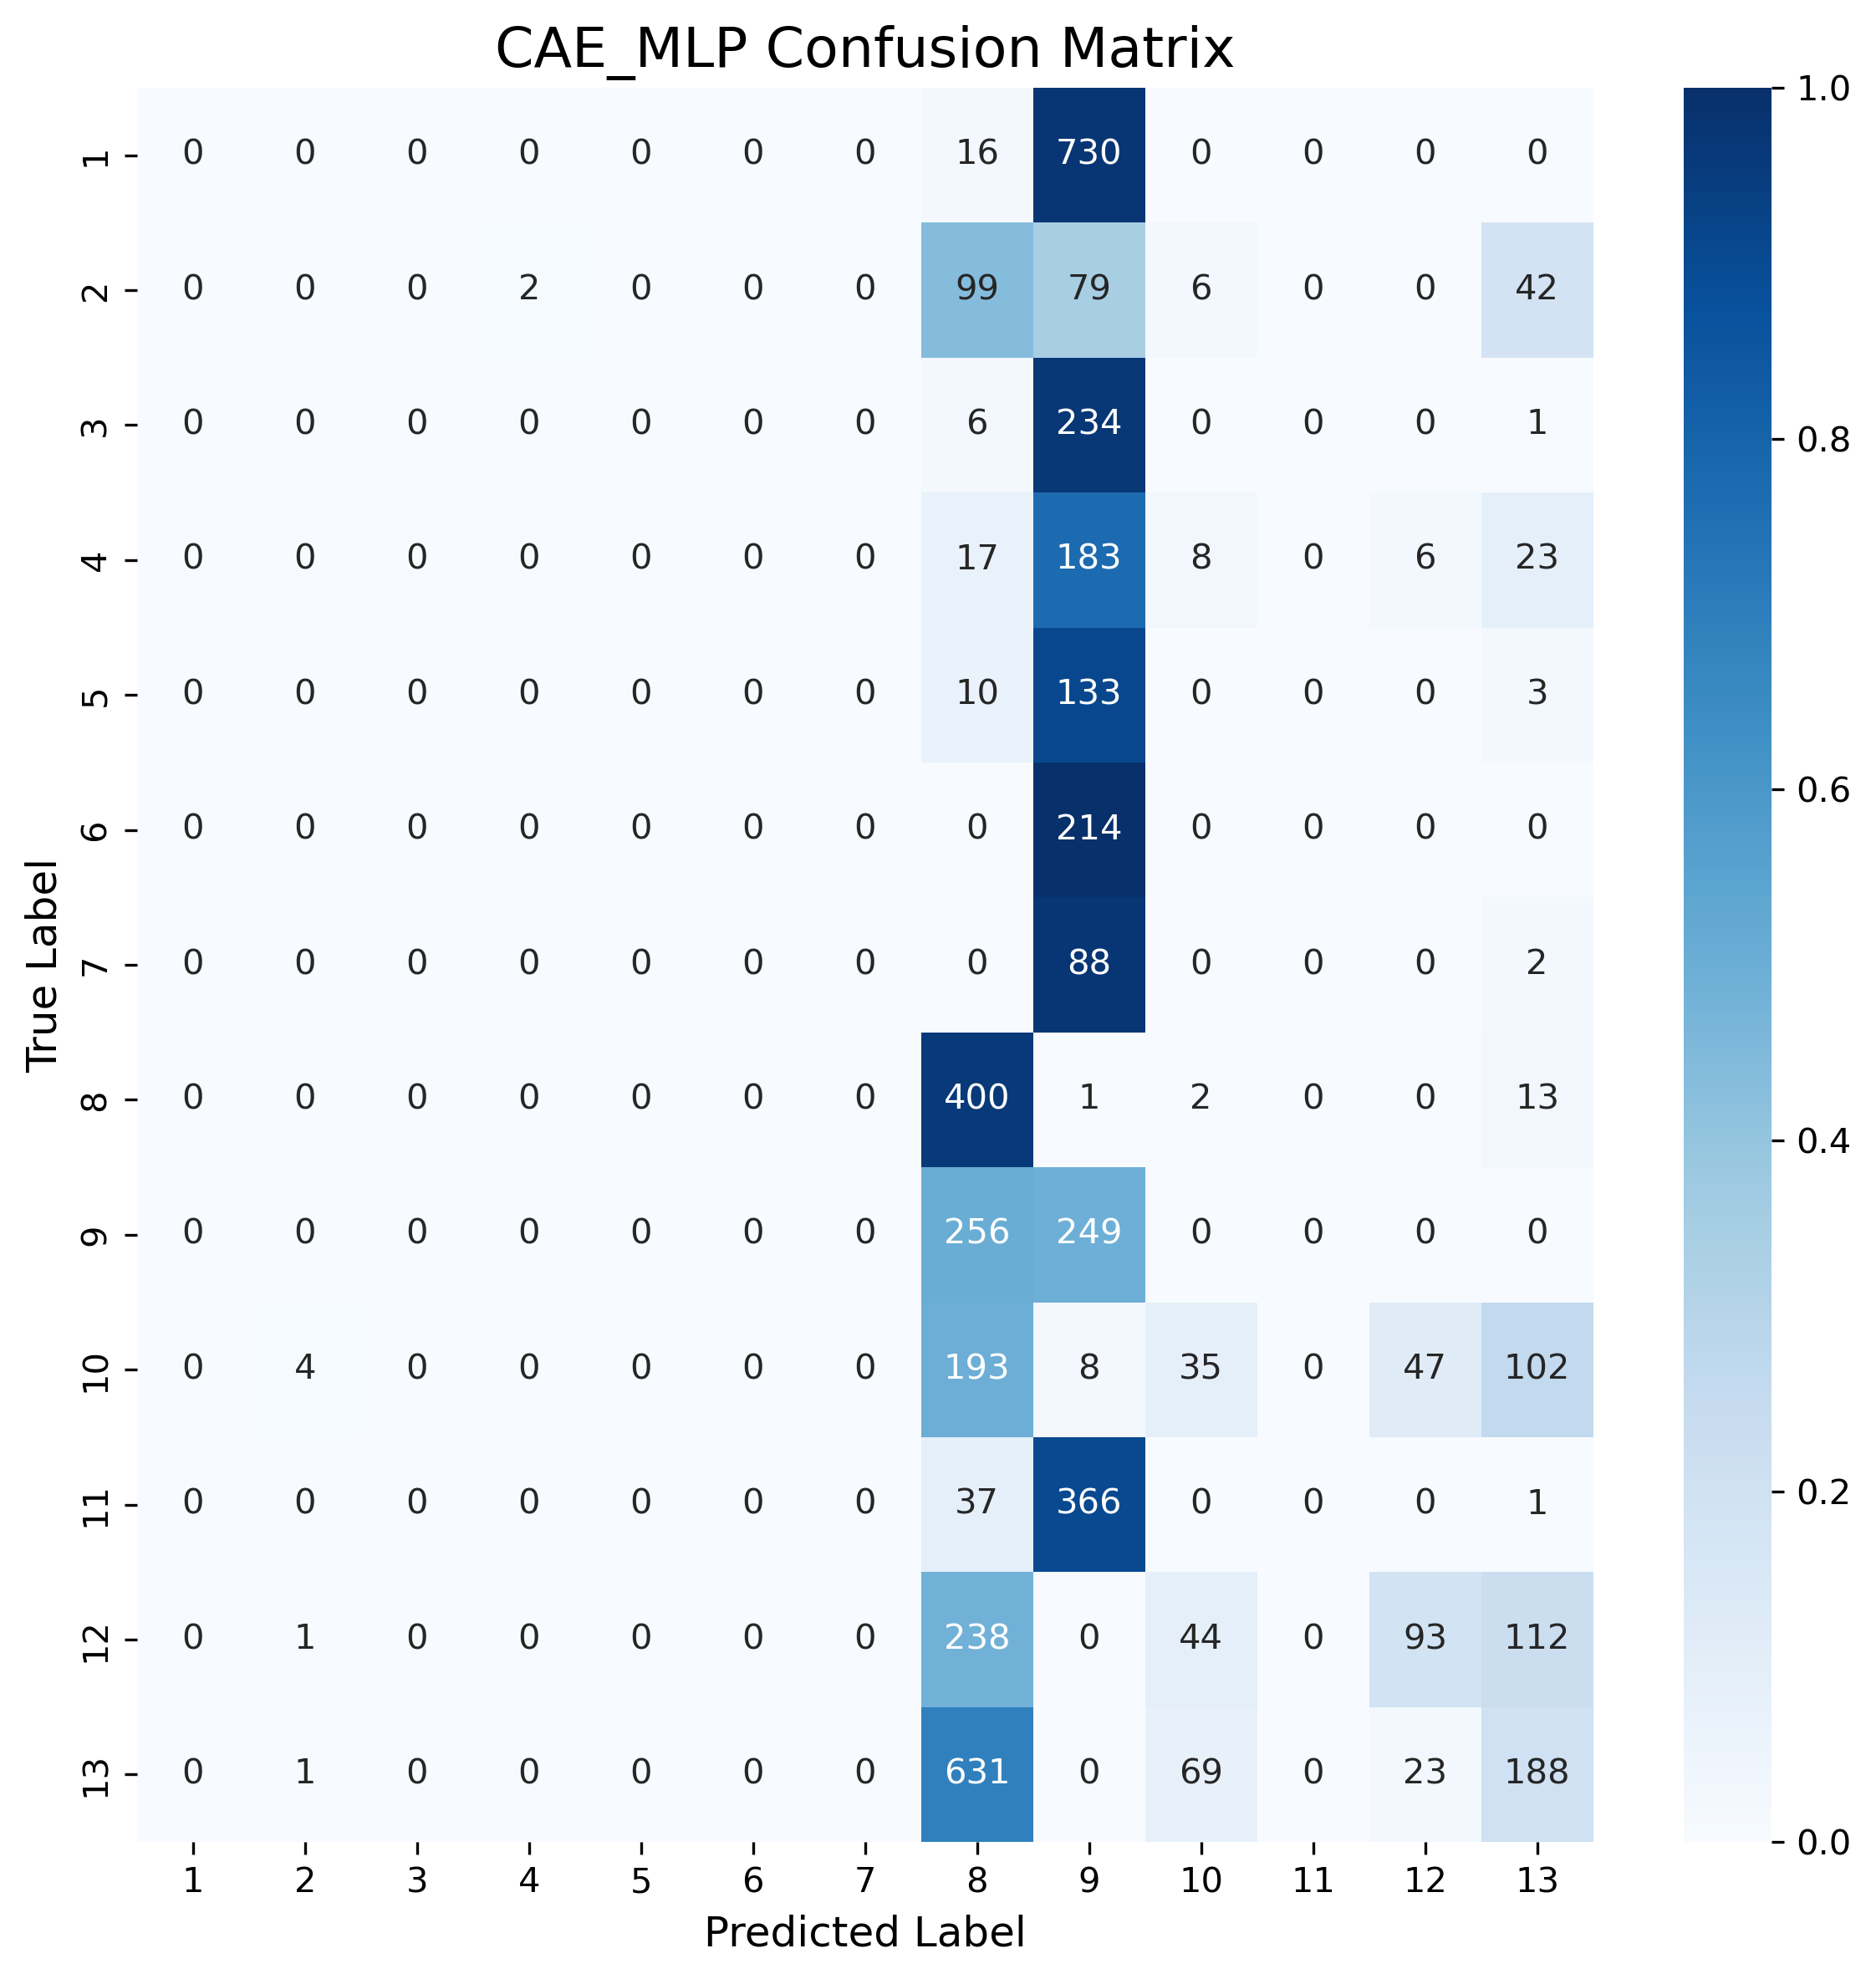 CAE_MLP Confusion Matrix
1 0 0 0 0 0 0 0 16 730 0 0 0 0
2 0 0 0 2 0 0 0 99 79 6 0 0 42
3 0 0 0 0 0 0 0 6 234 0 0 0 1
4 0 0 0 0 0 0 0 17 183 8 0 6 23
5 0 0 0 0 0 0 0 10 133 0 0 0 3
6 0 0 0 0 0 0 0 0 214 0 0 0 0
7 0 0 0 0 0 0 0 0 88 0 0 0 2
8 0 0 0 0 0 0 0 400 1 2 0 0 13
9 0 0 0 0 0 0 0 256 249 0 0 0 0
10 0 4 0 0 0 0 0 193 8 35 0 47 102
11 0 0 0 0 0 0 0 37 366 0 0 0 1
12 0 1 0 0 0 0 0 238 0 44 0 93 112
13 0 1 0 0 0 0 0 631 0 69 0 23 188
1 2 3 4 5 6 7 8 9 10 11 12 13
Predicted Label
True Label
1.0
0.8
0.6
0.4
0.2
0.0